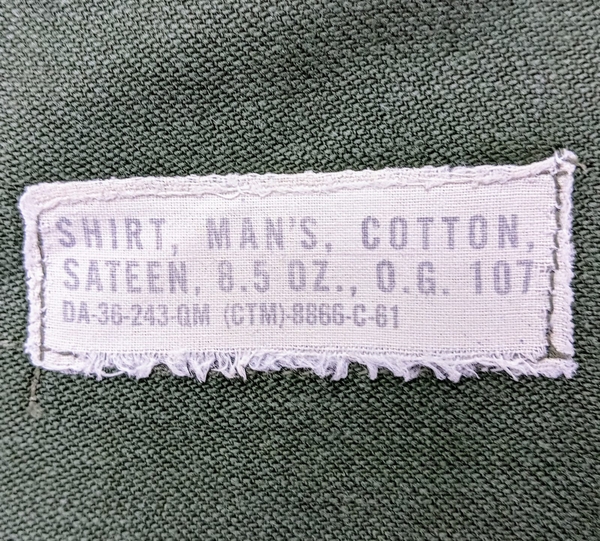 SHIRT, MAN'S, COTTON,
SATEEN, 8.5 OZ., O.G. 107
DA-36-243-QM (CTM)-8866-C-61